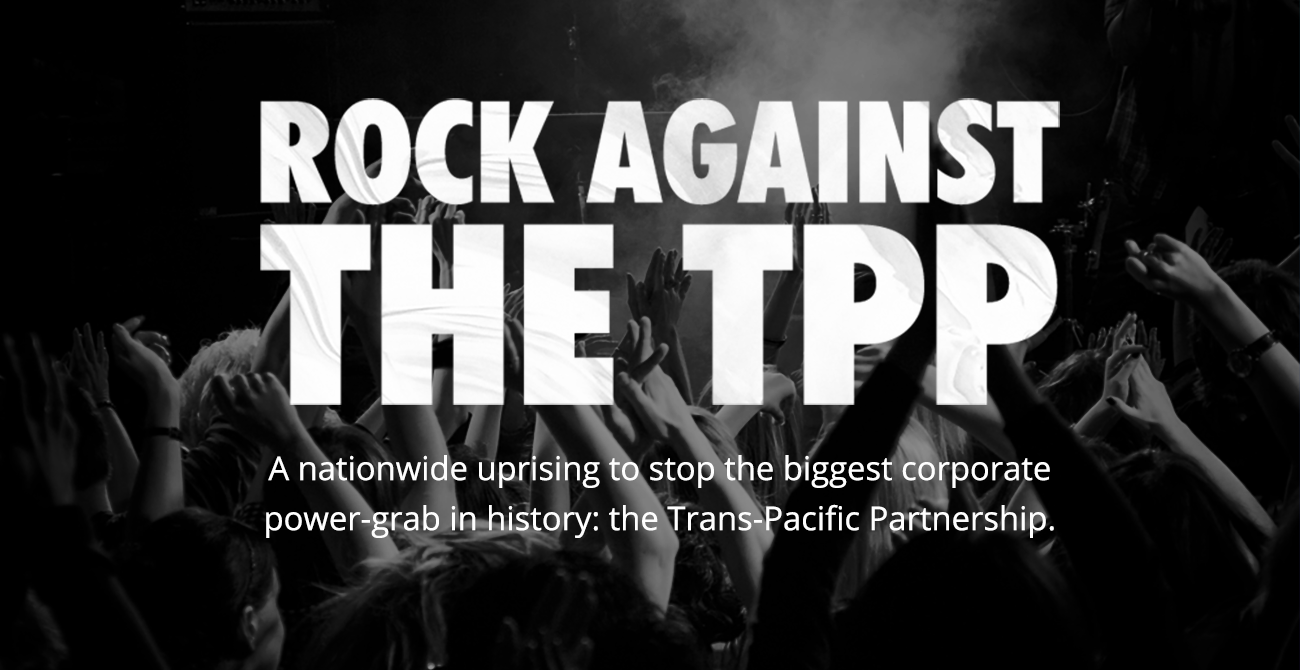 ROCK AGAINST
THE TPP
A nationwide uprising to stop the biggest corporate
power-grab in history: the Trans-Pacific Partnership.